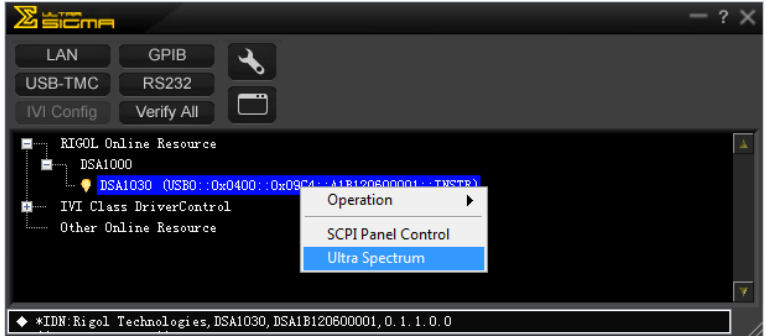 ULTRA
SIGMA
LAN GPIB
USB-TMC RS232
IVI Config Verify All
RIGOL Online Resource
DSA1000
DSA1030 (USB0::0x0400::0x09C4::A1B120600001::INSTR)
Operation
IVI Class DriverControl
Other Online Resource
SCPI Panel Control
Ultra Spectrum
*IDN:Rigol Technologies,DSA1030,DSA1B120600001,0.1.1.0.0